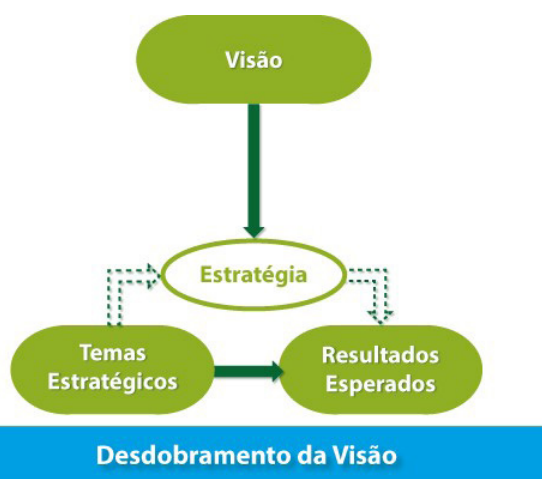 Visão
Estratégia
Temas
Estratégicos
Resultados
Esperados
Desdobramento da Visão